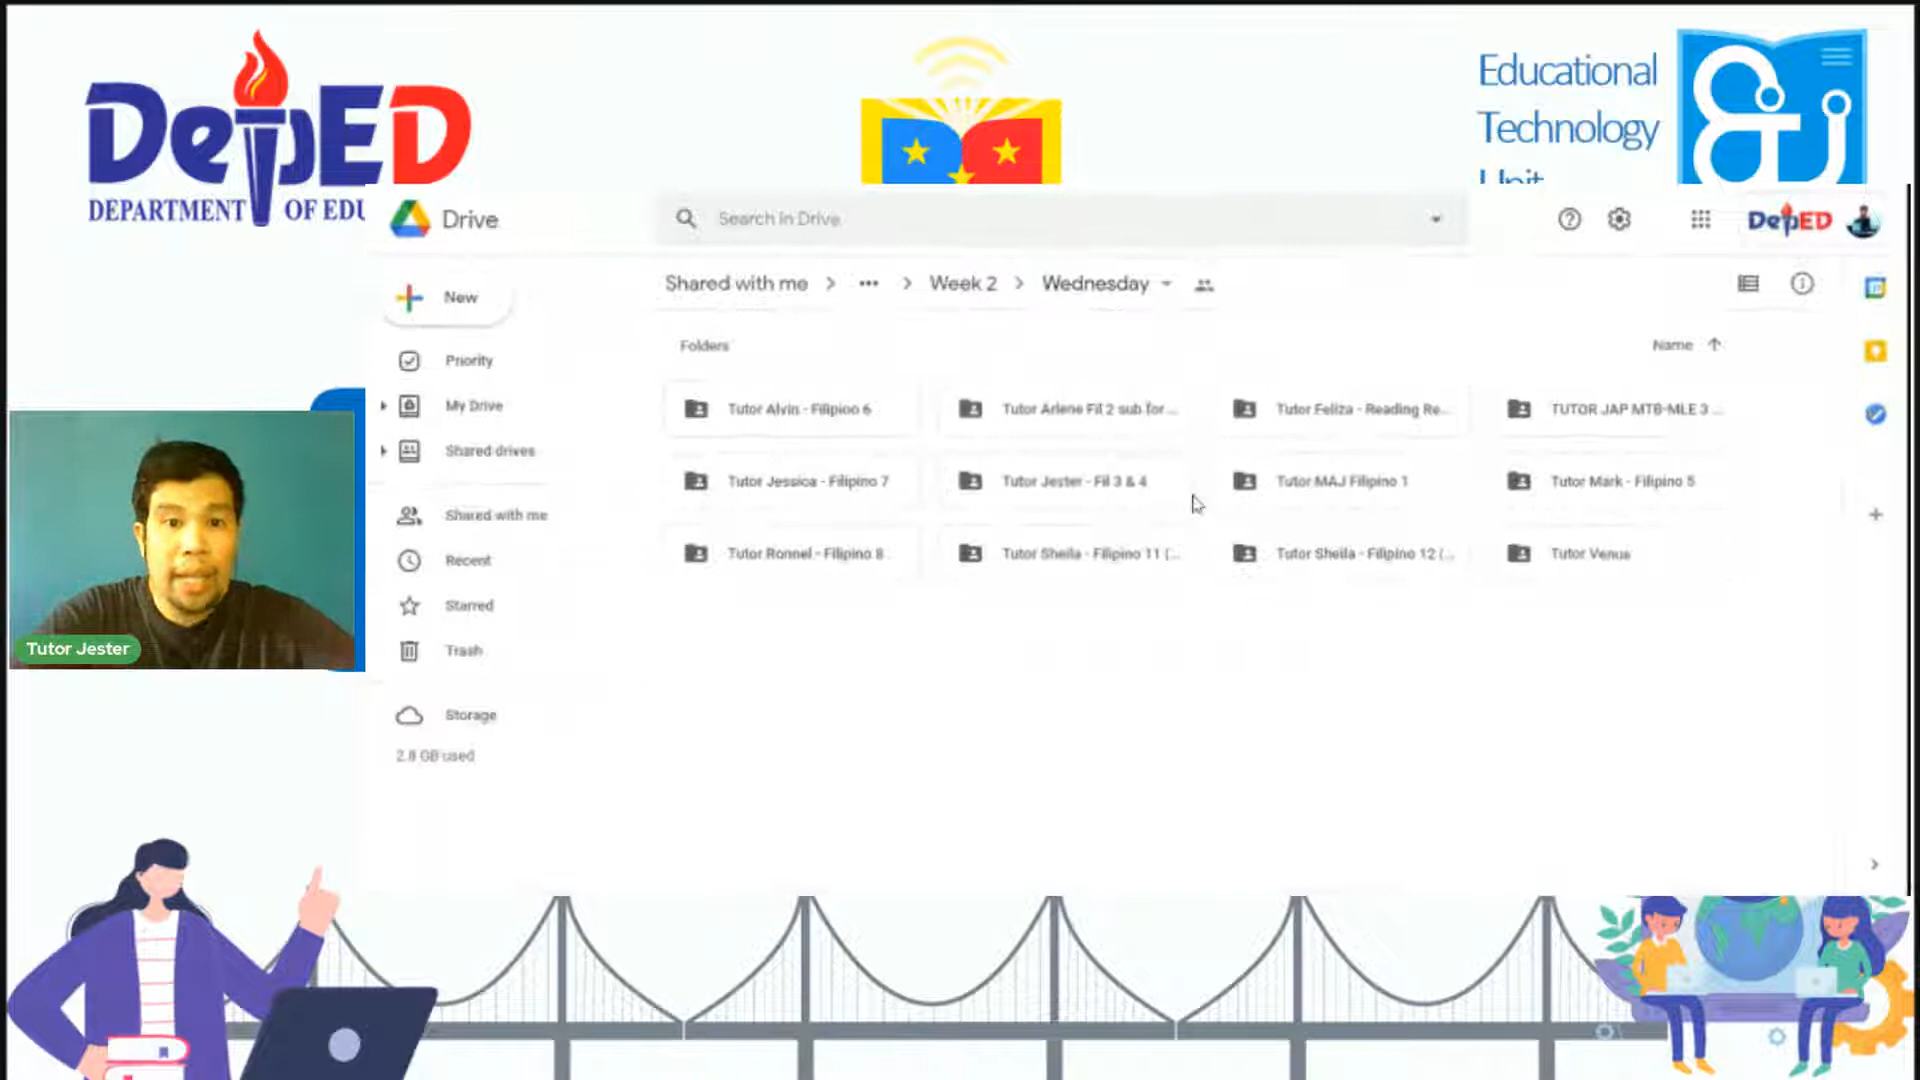 DepED
DEPARTMENT OF EDU
Educational
Technology
Unit
Drive
Search in Drive
DepED
New
Shared with me
Week 2
Wednesday
Folders
Name
Priority
My Drive
Shared drives
Shared with me
Recent
Starred
Trash
Storage
2.8 GB used
Tutor Alvin - Filipino 6
Tutor Arlene Fil 2 sub for ...
Tutor Feliza - Reading Re...
TUTOR JAP MTB-MLE 3 ...
Tutor Jessica - Filipino 7
Tutor Jester - Fil 3 & 4
Tutor MAJ Filipino 1
Tutor Mark - Filipino 5
Tutor Ronnel - Filipino 8
Tutor Sheila - Filipino 11 (...
Tutor Sheila - Filipino 12 (...
Tutor Venus
Tutor Jester